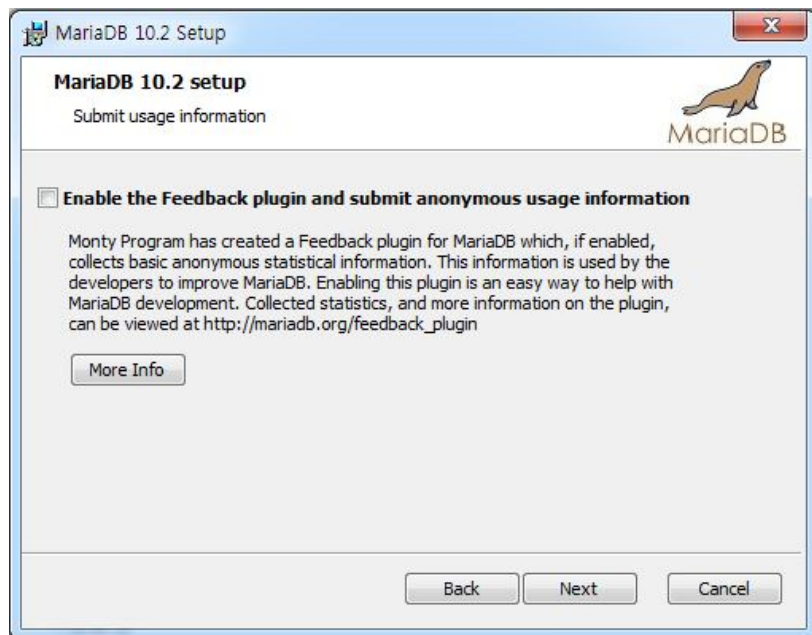 MariaDB 10.2 Setup
MariaDB 10.2 setup
Submit usage information
MariaDB
Enable the Feedback plugin and submit anonymous usage information
Monty Program has created a Feedback plugin for MariaDB which, if enabled,
collects basic anonymous statistical information. This information is used by the
developers to improve MariaDB. Enabling this plugin is an easy way to help with
MariaDB development. Collected statistics, and more information on the plugin,
can be viewed at http://mariadb.org/feedback_plugin
More Info
Back Next Cancel